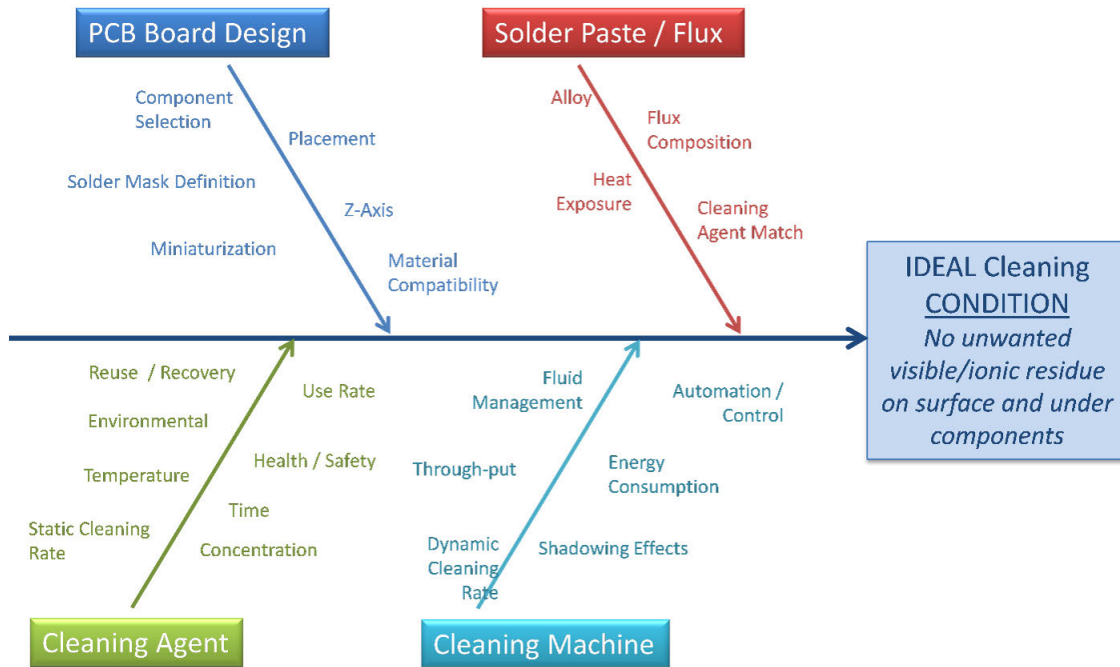 PCB Board Design
Solder Paste / Flux
Component
Selection
Placement
Solder Mask Definition
Z-Axis
Miniaturization
Material
Compatibility
Alloy
Flux
Composition
Heat
Exposure
Cleaning
Agent Match
IDEAL Cleaning
CONDITION
No unwanted
visible/ionic residue
on surface and under
components
Reuse / Recovery
Use Rate
Environmental
Health / Safety
Temperature
Time
Static Cleaning
Rate
Concentration
Fluid
Management
Automation /
Control
Through-put
Energy
Consumption
Dynamic
Cleaning
Rate
Shadowing Effects
Cleaning Agent
Cleaning Machine